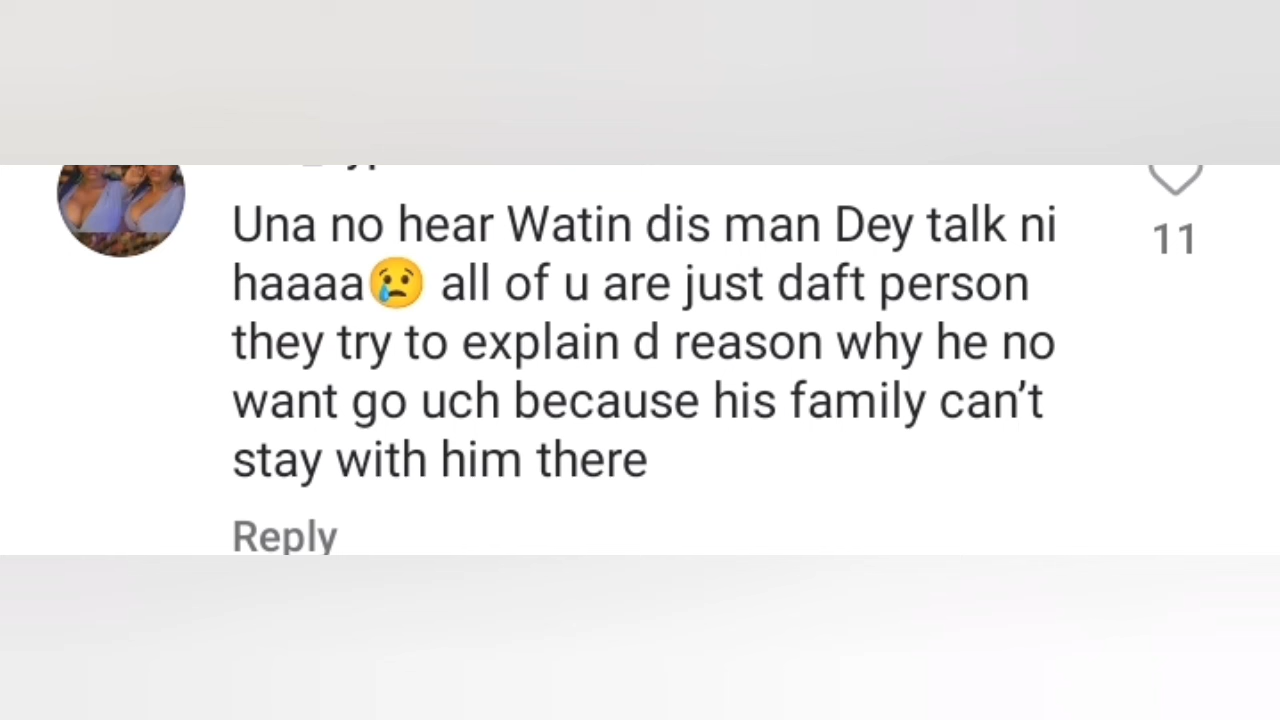 Una no hear Watin dis man Dey talk ni
haaaa😢 all of u are just daft person
they try to explain d reason why he no
want go uch because his family can’t
stay with him there
11
Reply